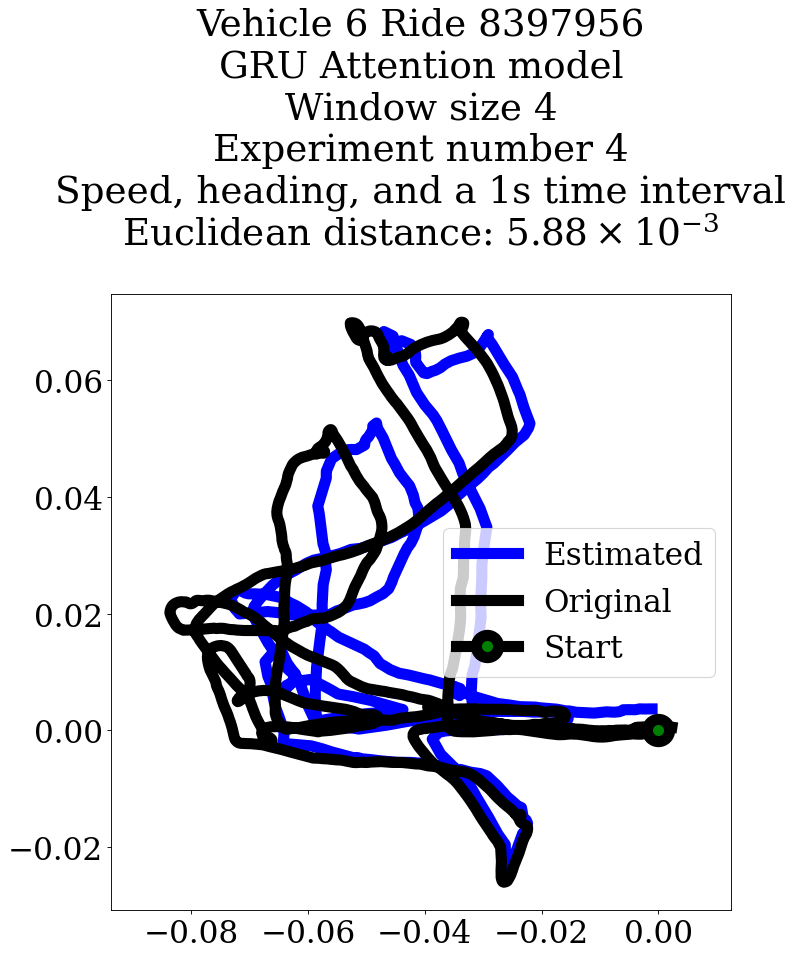 Vehicle 6 Ride 8397956
GRU Attention model
Window size 4
Experiment number 4
Speed, heading, and a 1s time interval
Euclidean distance: 5.88 × 10⁻³
0.06
0.04
Estimated
Original
0.02
Start
0.00
−0.02
−0.08 −0.06 −0.04 −0.02 0.00